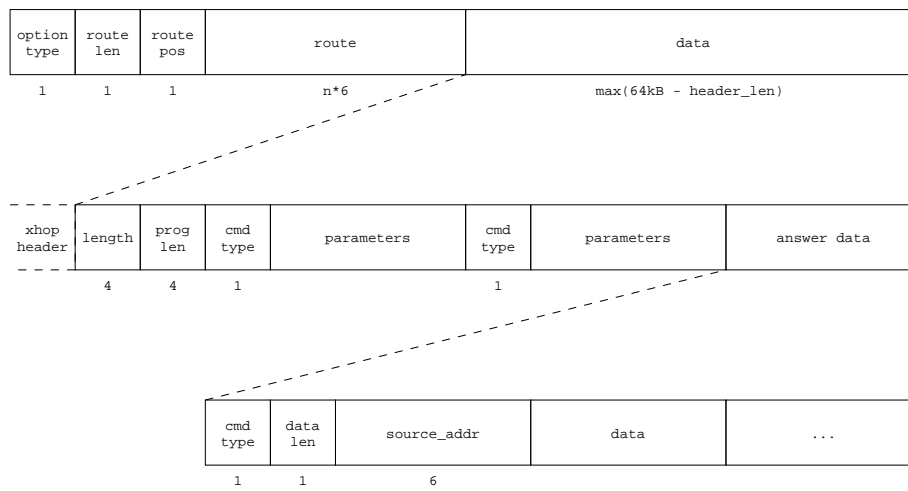 option type
route len
route pos
route
data
1
1
1
n*6
max(64kB - header_len)
xhop header
length
prog len
cmd type
parameters
cmd type
parameters
answer data
4
4
1
1
cmd type
data len
source_addr
data
...
1
1
6